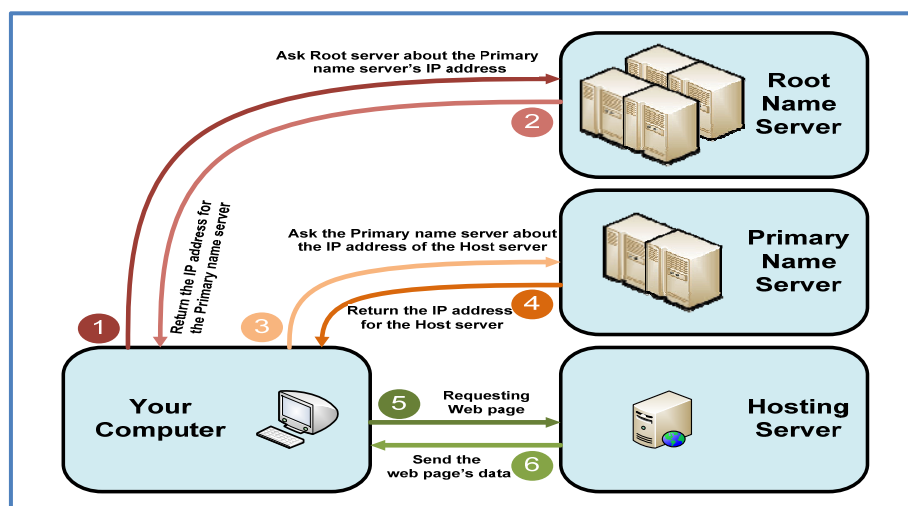 Ask Root server about the Primary
name server's IP address
Root
Name
Server
2
Return the IP address for
the Primary name server
Ask the Primary name server about
the IP address of the Host server
Primary
Name
Server
1
3
4
Return the IP address
for the Host server
Your
Computer
5
Requesting
Web page
Hosting
Server
Send the
web page's data
6